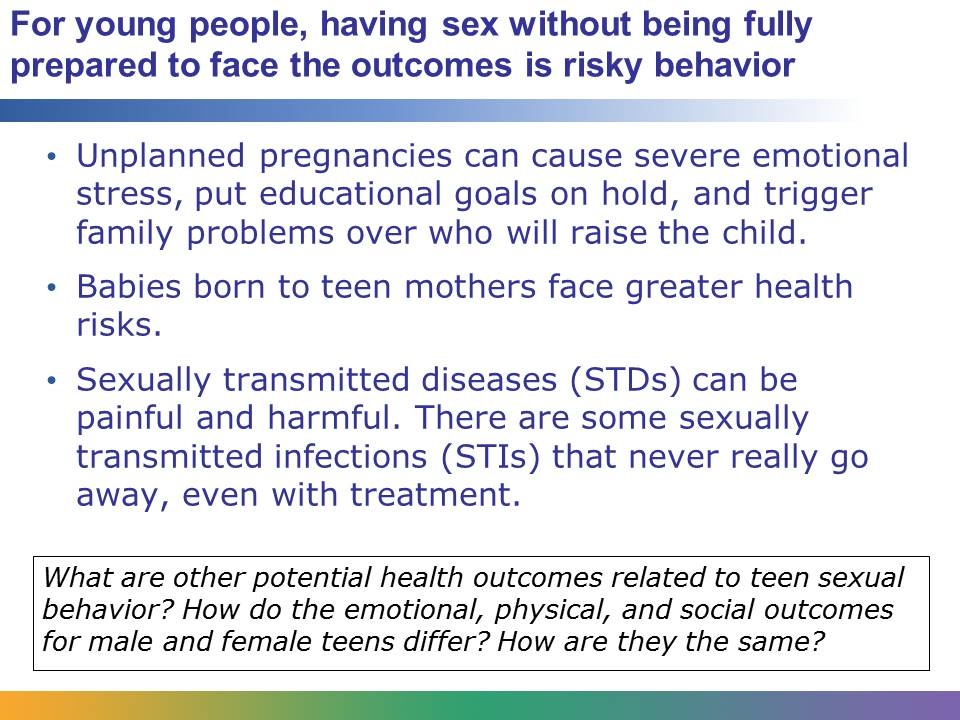 For young people, having sex without being fully
prepared to face the outcomes is risky behavior
• Unplanned pregnancies can cause severe emotional
stress, put educational goals on hold, and trigger
family problems over who will raise the child.
• Babies born to teen mothers face greater health
risks.
• Sexually transmitted diseases (STDs) can be
painful and harmful. There are some sexually
transmitted infections (STIs) that never really go
away, even with treatment.
What are other potential health outcomes related to teen sexual
behavior? How do the emotional, physical, and social outcomes
for male and female teens differ? How are they the same?